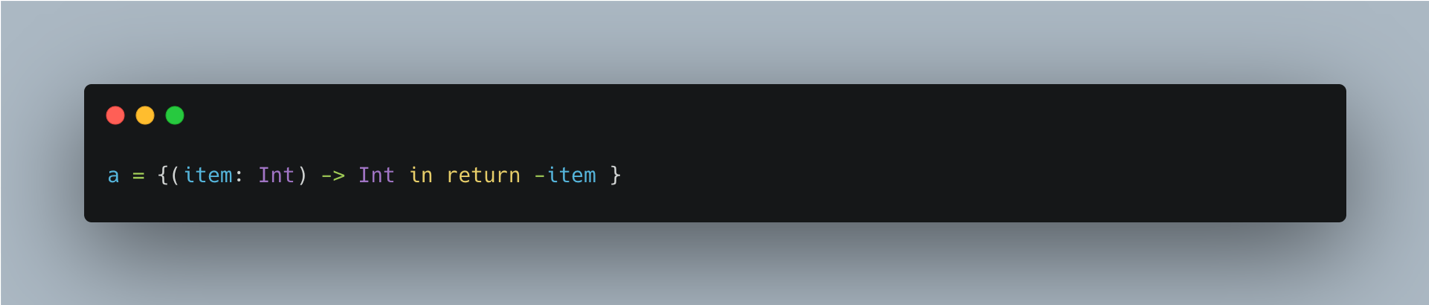 a = {(item: Int) -> Int in return -item }